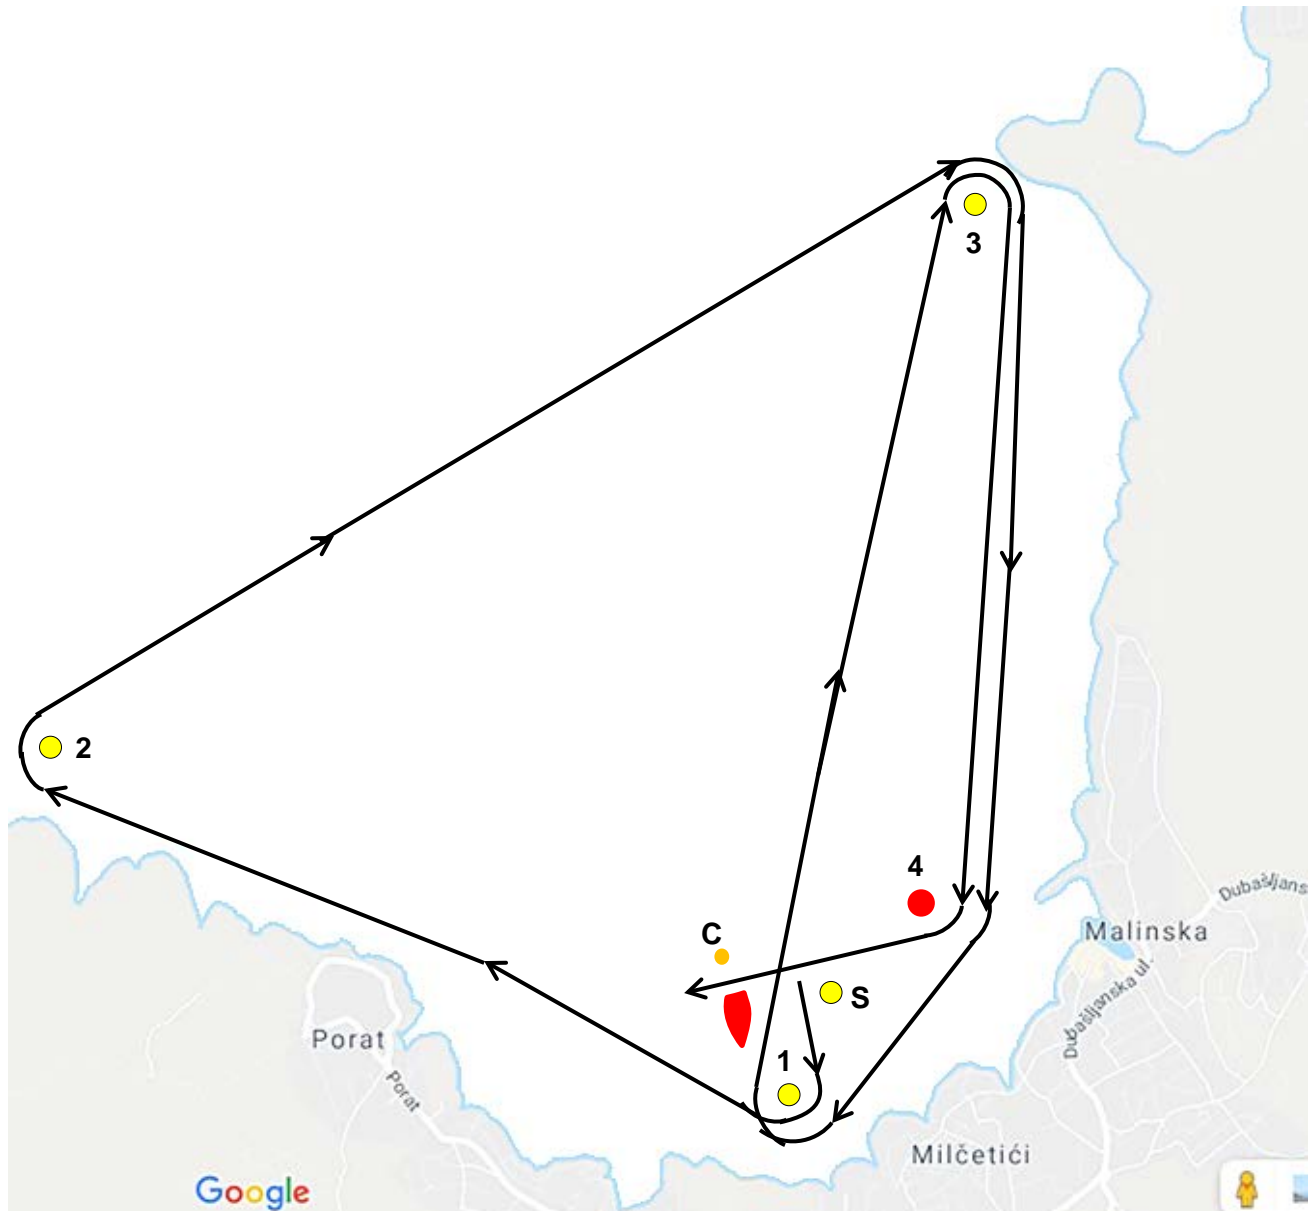 3
2
4
C
S
1
Dubašljans
Malinska
Dubašljanska ul.
Porat
Porat
Milčetići
Google